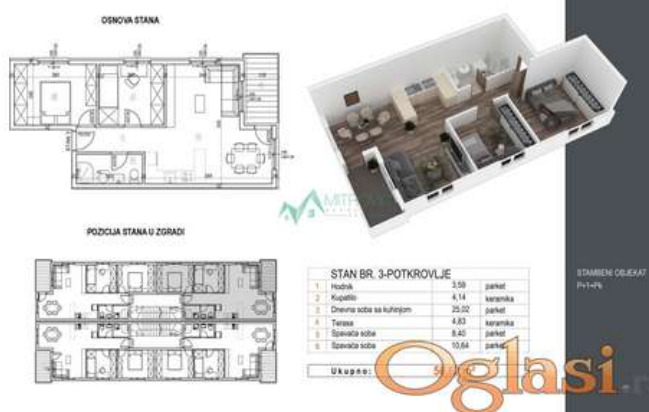 OSNOVA STANA
POZICIJA STANA U ZGRADI
STAN BR. 3-POTKROVLJE
1 Hodnik 3,59 parket
2 Kupatilo 4,14 keramika
3 Dnevna soba sa kuhinjom 25,02 parket
4 Terasa 4,83 keramika
5 Spavaća soba 8,40 parket
6 Spavaća soba 10,64 parket
Ukupno:
STAMBENI OBJEKAT
P+1+Pk
Oglasi